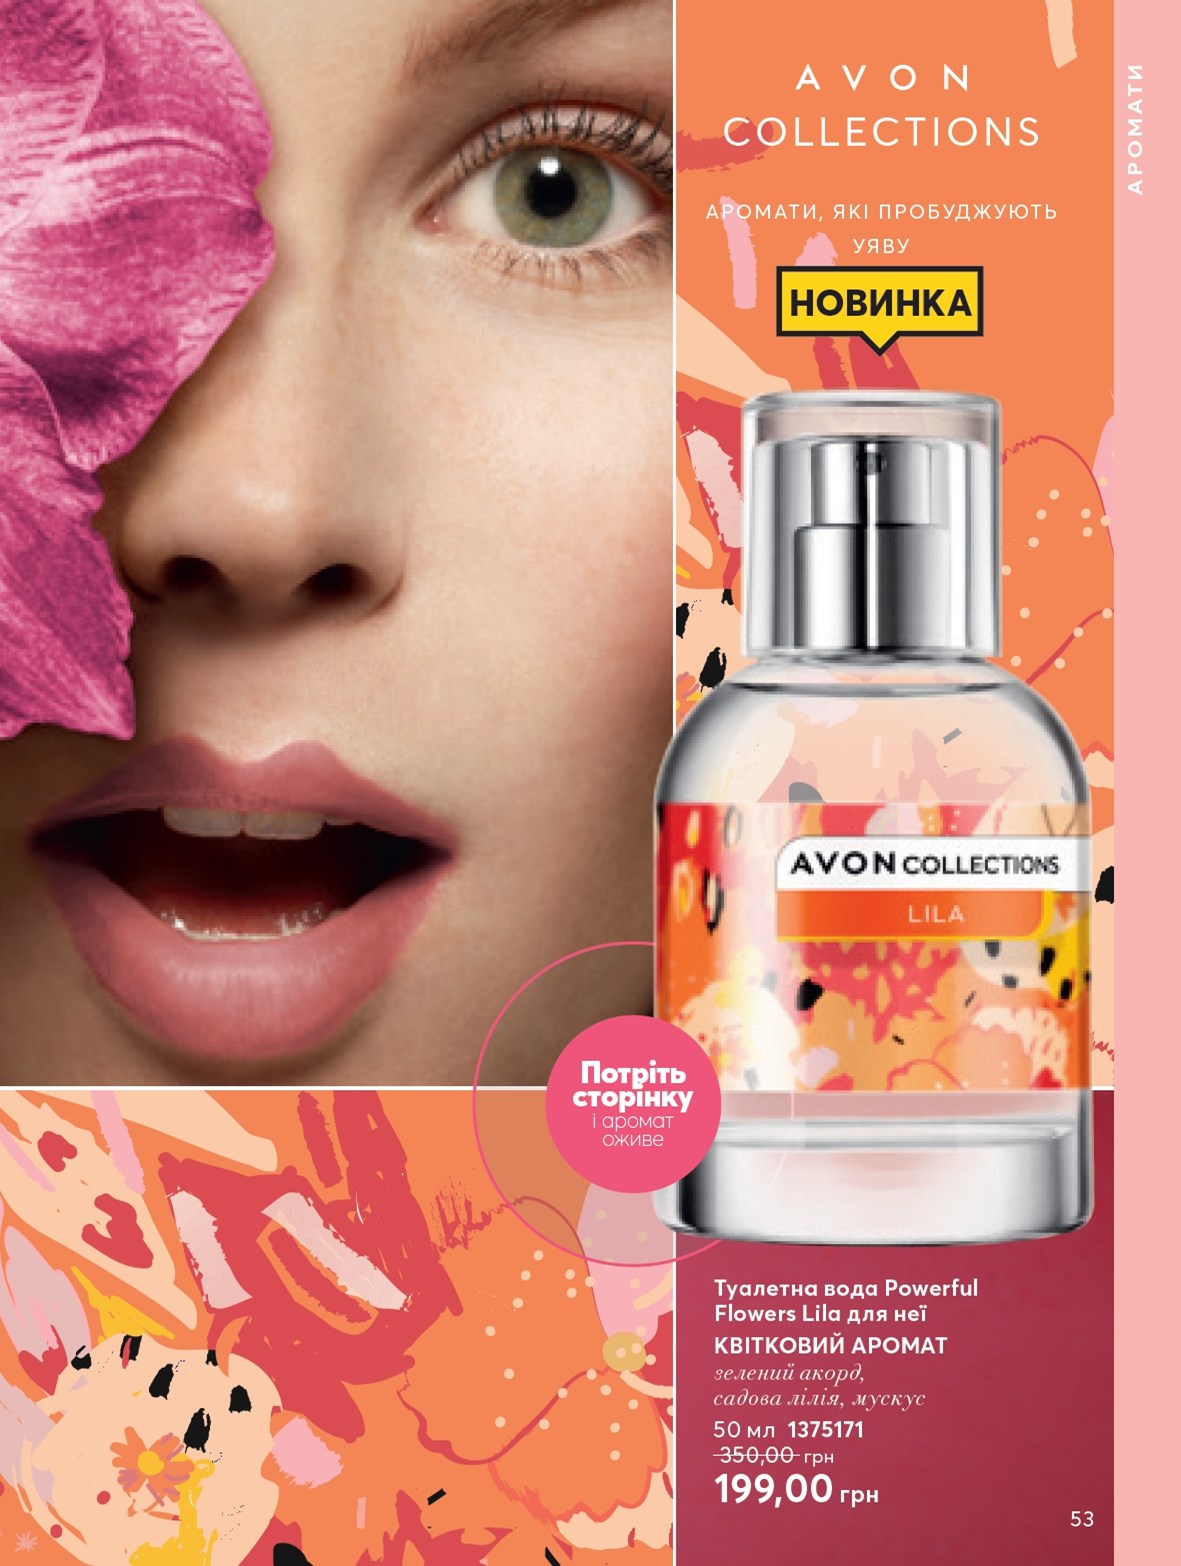 AVON
COLLECTIONS
АРОМАТИ, ЯКІ ПРОБУДЖУЮТЬ
УЯВУ
НОВИНКА
АРОМАТИ
AVON COLLECTIONS
LILA
Потріть
сторінку
і аромат
оживе
Туалетна вода Powerful
Flowers Lila для неї
КВІТКОВИЙ АРОМАТ
зелений акорд,
садова лілія, мускус
50 мл 1375171
350,00 грн
199,00 грн
53